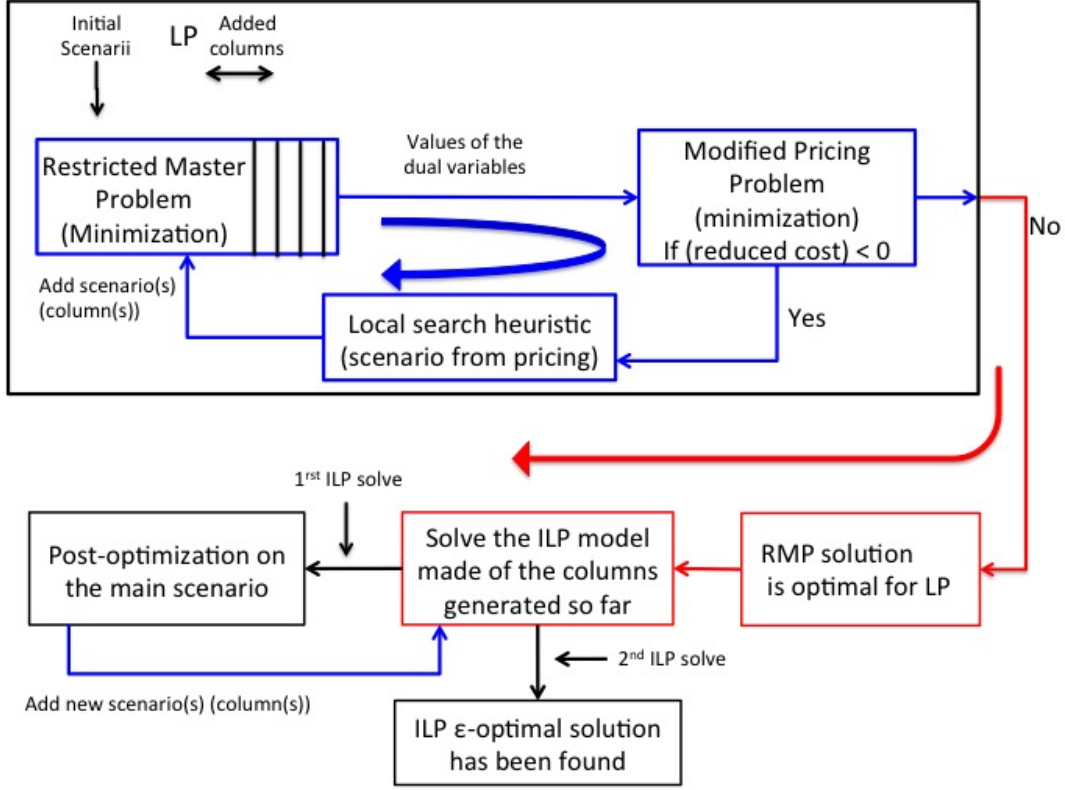 Initial
Scenarii
LP
Added
columns
Restricted Master
Problem
(Minimization)
Values of the
dual variables
Modified Pricing
Problem
(minimization)
If (reduced cost) < 0
No
Add scenario(s)
(column(s))
Local search heuristic
(scenario from pricing)
Yes
1rst ILP solve
Post-optimization on
the main scenario
Solve the ILP model
made of the columns
generated so far
RMP solution
is optimal for LP
2nd ILP solve
Add new scenario(s) (column(s))
ILP ε-optimal solution
has been found